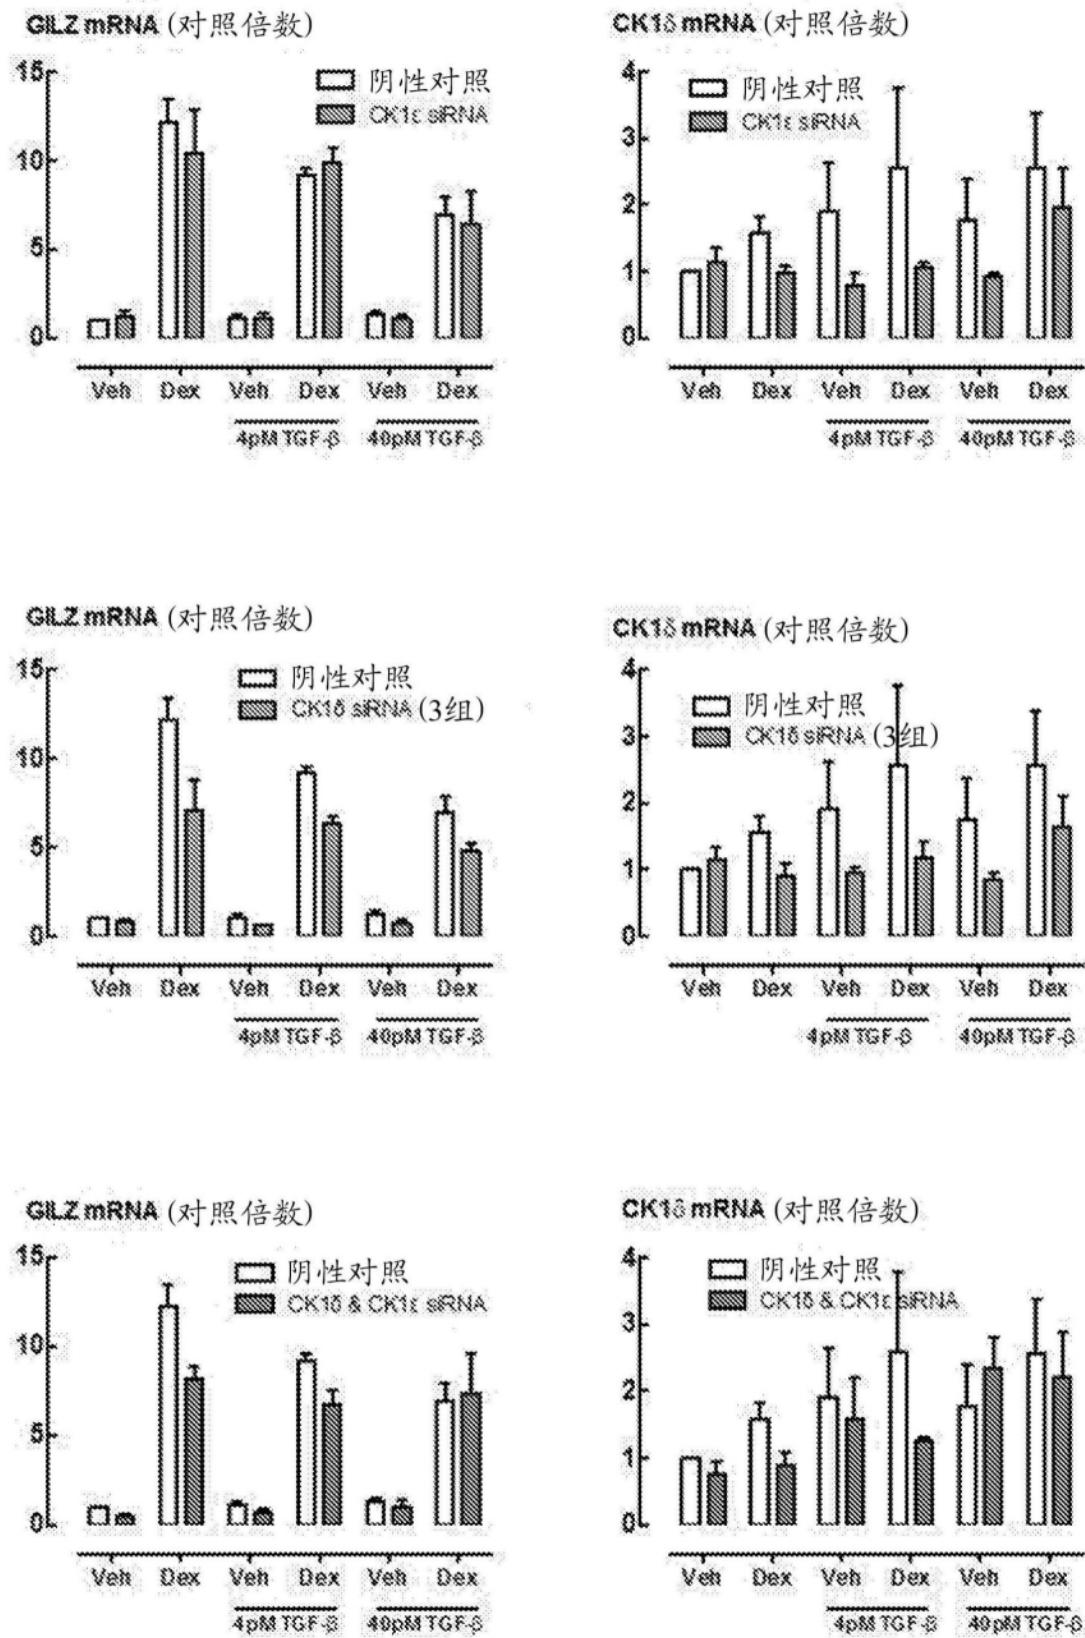 GILZ mRNA (对照倍数)
15
10
5
0
阴性对照
CK1ε siRNA
Veh Dex Veh Dex Veh Dex
4pM TGF-β 40pM TGF-β
CK1δ mRNA (对照倍数)
4
3
2
1
0
阴性对照
CK1ε siRNA
Veh Dex Veh Dex Veh Dex
4pM TGF-β 40pM TGF-β
GILZ mRNA (对照倍数)
15
10
5
0
阴性对照
CK1δ siRNA (3组)
Veh Dex Veh Dex Veh Dex
4pM TGF-β 40pM TGF-β
CK1δ mRNA (对照倍数)
4
3
2
1
0
阴性对照
CK1δ siRNA (3组)
Veh Dex Veh Dex Veh Dex
4pM TGF-β 40pM TGF-β
GILZ mRNA (对照倍数)
15
10
5
0
阴性对照
CK1δ & CK1ε siRNA
Veh Dex Veh Dex Veh Dex
4pM TGF-β 40pM TGF-β
CK1δ mRNA (对照倍数)
4
3
2
1
0
阴性对照
CK1δ & CK1ε siRNA
Veh Dex Veh Dex Veh Dex
4pM TGF-β 40pM TGF-β